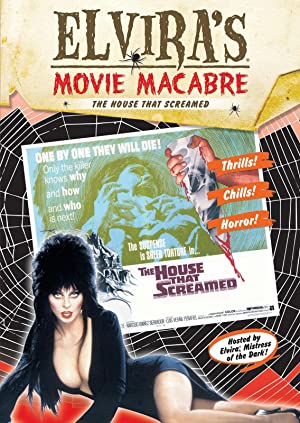 ELVIRA'S
MOVIE MACABRE
THE HOUSE THAT SCREAMED
ONE BY ONE THEY WILL DIE!
Only the killer
knows why
and how
and who
is next!
Thrills!
Chills!
Horror!
The SUSPENSE
is SHEER TORTURE
THE HOUSE
THAT
SCREAMED
Hosted by
Elvira, Mistress
of the Dark!